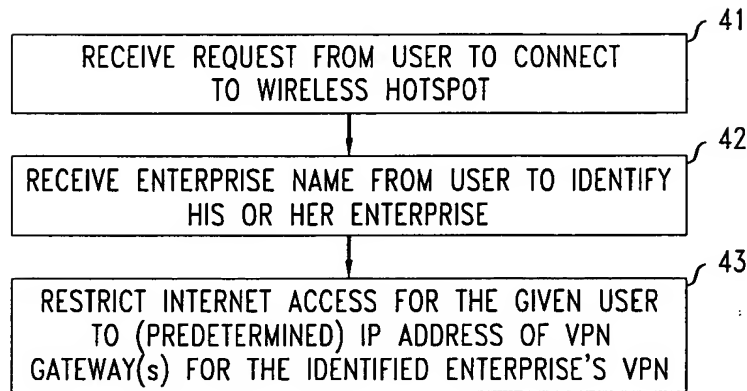 41
RECEIVE REQUEST FROM USER TO CONNECT
TO WIRELESS HOTSPOT
42
RECEIVE ENTERPRISE NAME FROM USER TO IDENTIFY
HIS OR HER ENTERPRISE
43
RESTRICT INTERNET ACCESS FOR THE GIVEN USER
TO (PREDETERMINED) IP ADDRESS OF VPN
GATEWAY(s) FOR THE IDENTIFIED ENTERPRISE'S VPN